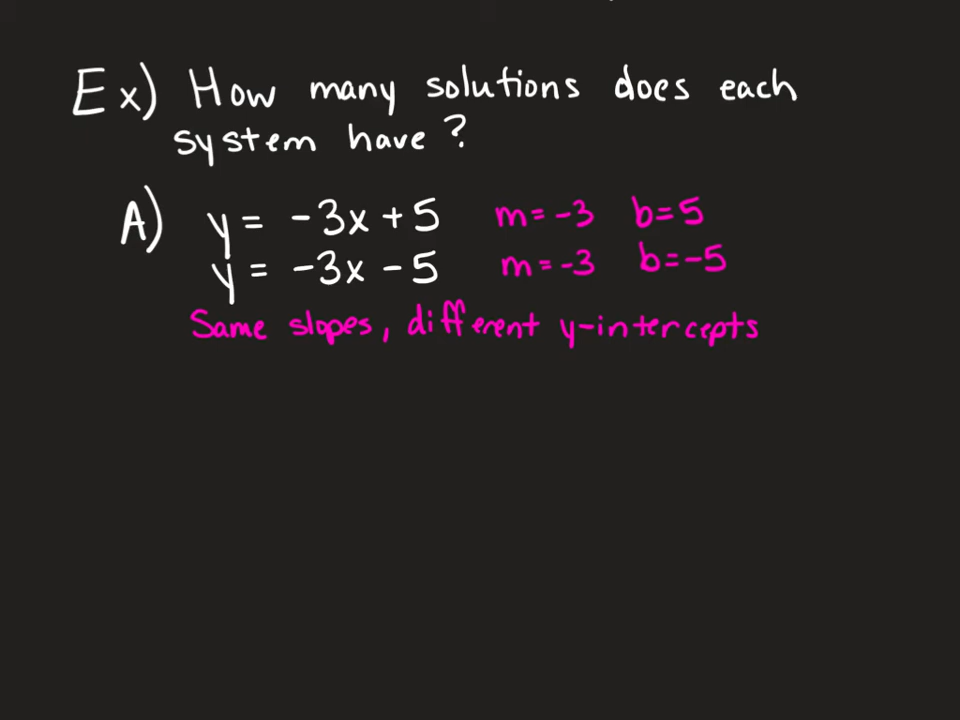 Ex) How many solutions does each
system have?
A) y = -3x + 5 m = -3 b = 5
y = -3x - 5 m = -3 b = -5
Same slopes, different y-intercepts